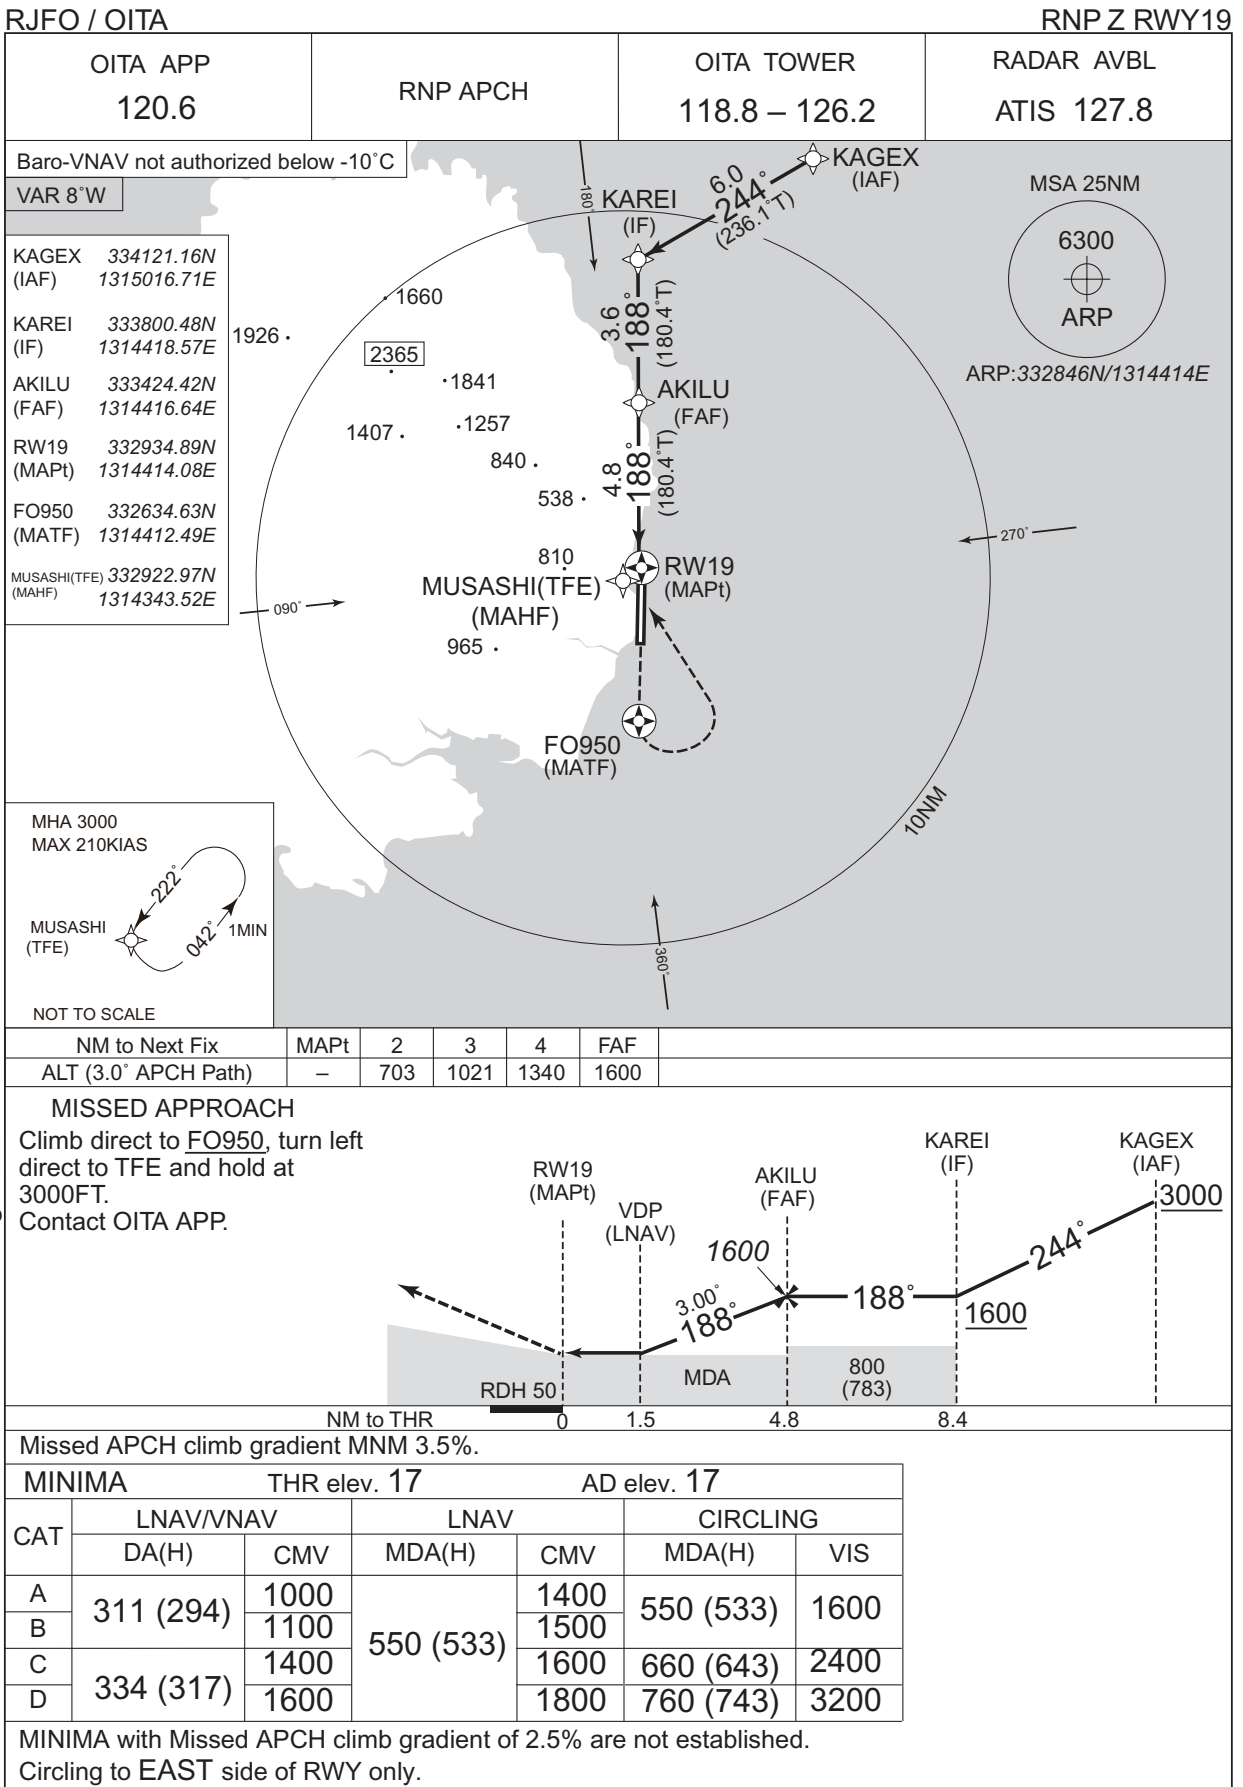 RJFO / OITA
RNP Z RWY19
OITA APP
120.6
RNP APCH
OITA TOWER
118.8 – 126.2
RADAR AVBL
ATIS 127.8
Baro-VNAV not authorized below -10˚C
VAR 8˚W
KAGEX 334121.16N
(IAF) 1315016.71E
KAREI 333800.48N
(IF) 1314418.57E
AKILU 333424.42N
(FAF) 1314416.64E
RW19 332934.89N
(MAPt) 1314414.08E
FO950 332634.63N
(MATF) 1314412.49E
MUSASHI(TFE) 332922.97N
(MAHF) 1314343.52E
180˚
KAREI
(IF)
6.0
244˚
(236.1˚T)
KAGEX
(IAF)
MSA 25NM
6300
ARP
ARP:332846N/1314414E
1660
1926
2365
1841
1407
1257
840
538
810
965
3.6
188˚
(180.4˚T)
AKILU
(FAF)
4.8
188˚
(180.4˚T)
270˚
090˚
MUSASHI(TFE)
(MAHF)
RW19
(MAPt)
FO950
(MATF)
10NM
360˚
MHA 3000
MAX 210KIAS
222˚
042˚
1MIN
MUSASHI
(TFE)
NOT TO SCALE
NM to Next Fix MAPt 2 3 4 FAF
ALT (3.0˚ APCH Path) – 703 1021 1340 1600
MISSED APPROACH
Climb direct to FO950, turn left
direct to TFE and hold at
3000FT.
Contact OITA APP.
RW19
(MAPt)
VDP
(LNAV)
AKILU
(FAF)
KAREI
(IF)
KAGEX
(IAF)
3000
244˚
1600
3.00˚
188˚
188˚
1600
MDA
800
(783)
RDH 50
NM to THR 0 1.5 4.8 8.4
Missed APCH climb gradient MNM 3.5%.
MINIMA THR elev. 17 AD elev. 17
CAT LNAV/VNAV LNAV CIRCLING
DA(H) CMV MDA(H) CMV MDA(H) VIS
A 311 (294) 1000 550 (533) 1400 550 (533) 1600
B 1100 1500
C 334 (317) 1400 1600 660 (643) 2400
D 1600 1800 760 (743) 3200
MINIMA with Missed APCH climb gradient of 2.5% are not established.
Circling to EAST side of RWY only.